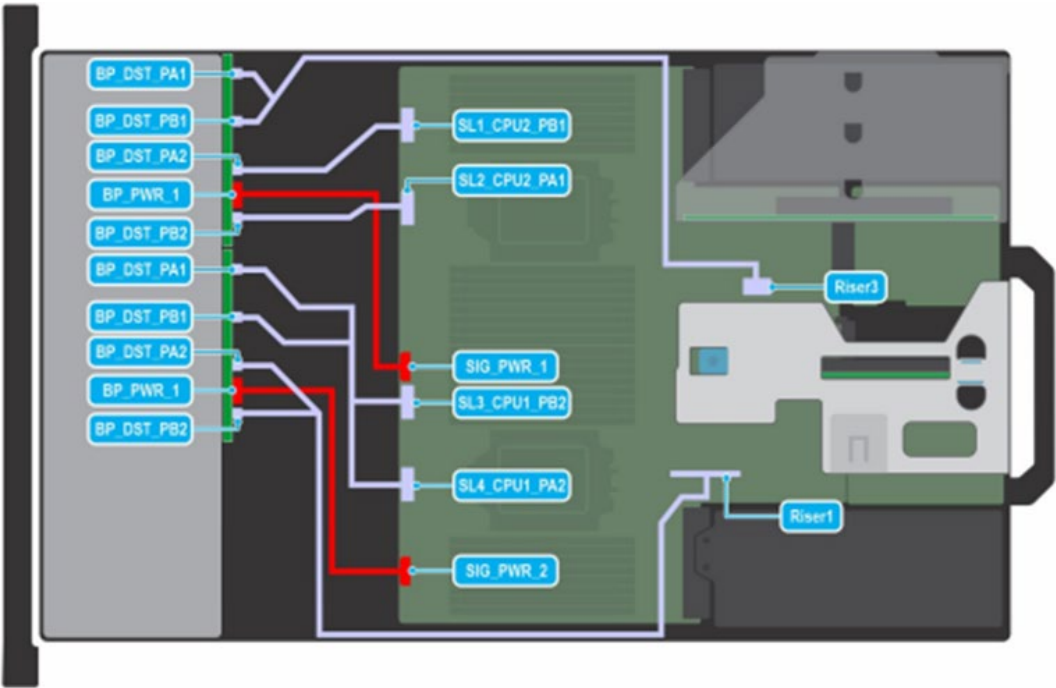 BP_DST_PA1
BP_DST_PB1
BP_DST_PA2
BP_PWR_1
BP_DST_PB2
BP_DST_PA1
BP_DST_PB1
BP_DST_PA2
BP_PWR_1
BP_DST_PB2
SL1_CPU2_PB1
SL2_CPU2_PA1
SIG_PWR_1
SL3_CPU1_PB2
SL4_CPU1_PA2
SIG_PWR_2
Riser3
Riser1